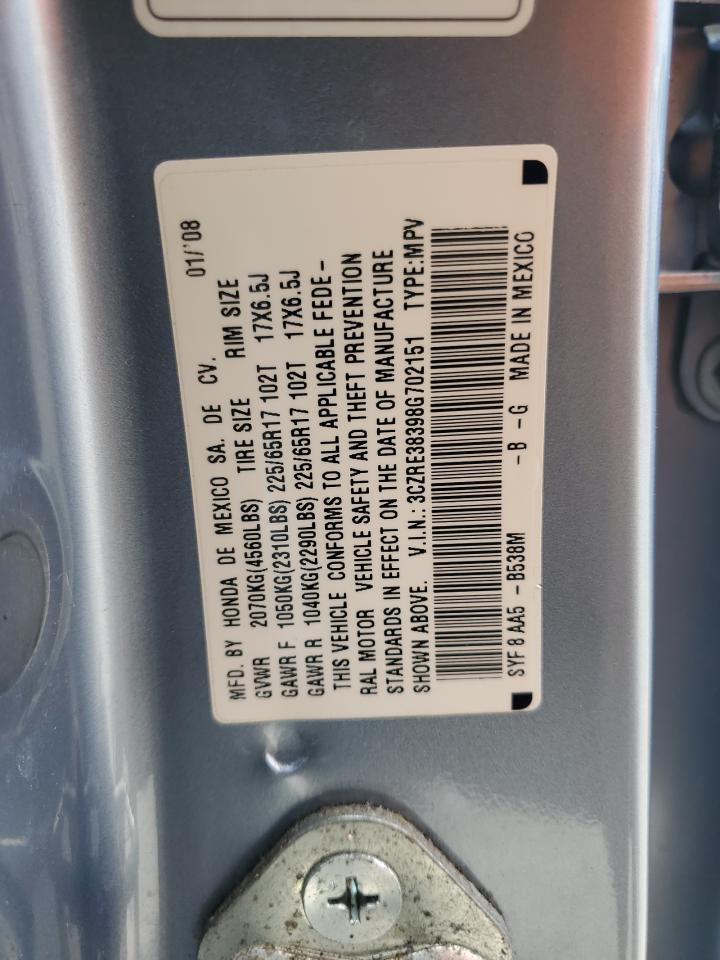 MFD. BY HONDA DE MEXICO SA. DE CV. 01/'08
GVWR 2070KG(4560LBS) TIRE SIZE RIM SIZE
GAWR F 1050KG(2310LBS) 225/65R17 102T 17X6.5J
GAWR R 1040KG(2290LBS) 225/65R17 102T 17X6.5J
THIS VEHICLE CONFORMS TO ALL APPLICABLE FEDE-
RAL MOTOR VEHICLE SAFETY AND THEFT PREVENTION
STANDARDS IN EFFECT ON THE DATE OF MANUFACTURE
SHOWN ABOVE. V.I.N.: 3CZRE38398G702151 TYPE:MPV
SYF 8 AA5 - B538M - B - G MADE IN MEXICO